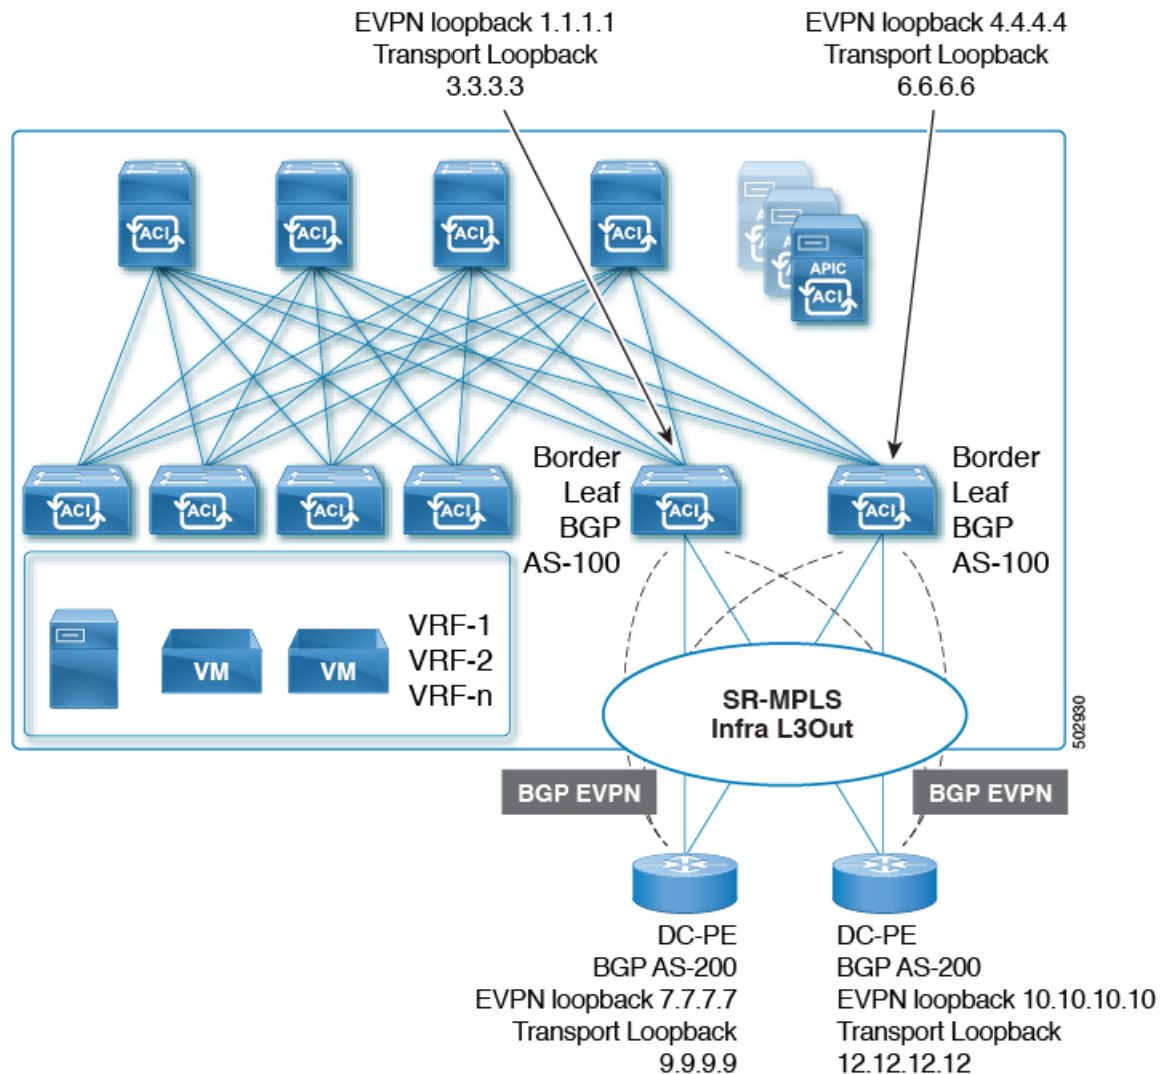 EVPN loopback 1.1.1.1
Transport Loopback
3.3.3.3
EVPN loopback 4.4.4.4
Transport Loopback
6.6.6.6
ACI
ACI
ACI
ACI
A
A
APIC
ACI
ACI
ACI
ACI
ACI
Border
Leaf
BGP
AS-100
ACI
ACI
Border
Leaf
BGP
AS-100
VM
VM
VRF-1
VRF-2
VRF-n
SR-MPLS
Infra L3Out
502930
BGP EVPN
BGP EVPN
DC-PE
BGP AS-200
EVPN loopback 7.7.7.7
Transport Loopback
9.9.9.9
DC-PE
BGP AS-200
EVPN loopback 10.10.10.10
Transport Loopback
12.12.12.12